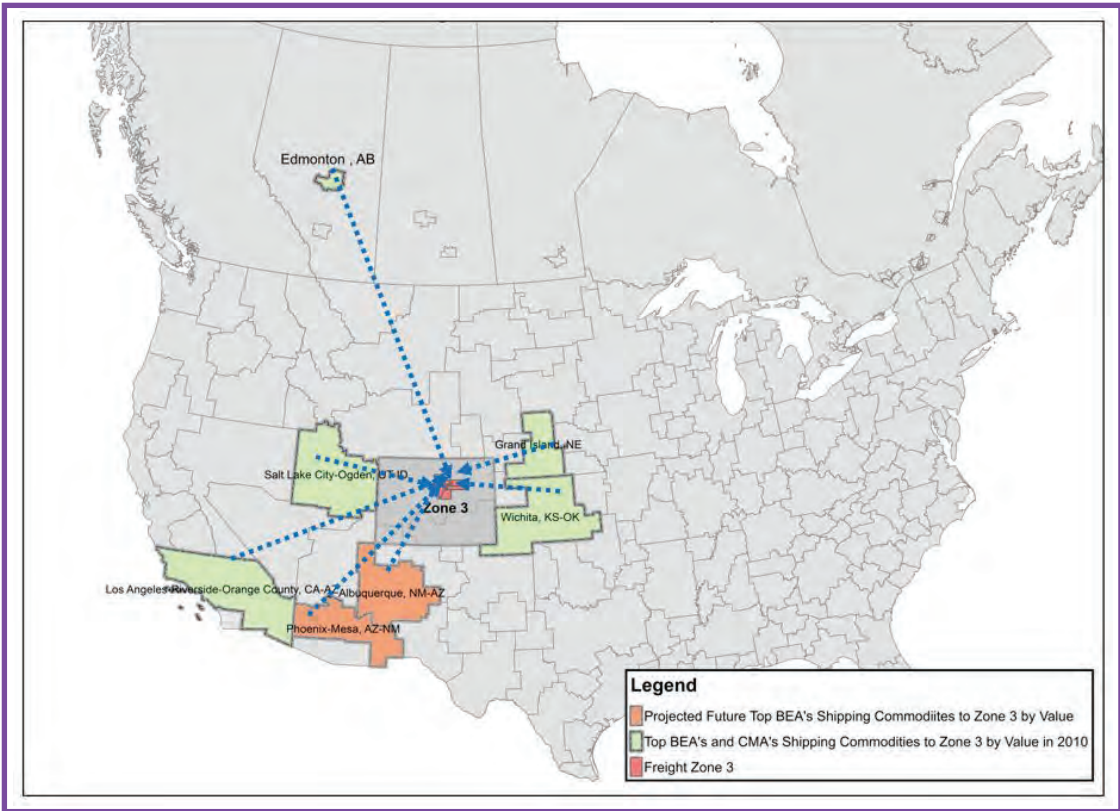 Edmonton , AB
Grand Island, NE
Salt Lake City-Ogden, UT-ID
Zone 3
Wichita, KS-OK
Los Angeles-Riverside-Orange County, CA-AZ
Albuquerque, NM-AZ
Phoenix-Mesa, AZ-NM
Legend
Projected Future Top BEA's Shipping Commodiites to Zone 3 by Value
Top BEA's and CMA's Shipping Commodities to Zone 3 by Value in 2010
Freight Zone 3